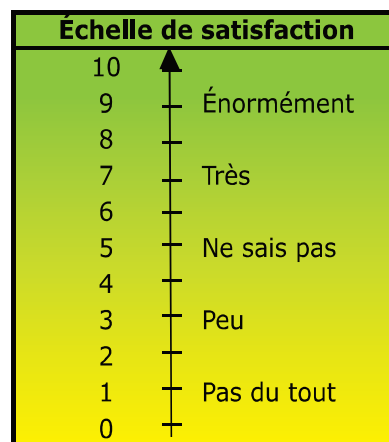 Échelle de satisfaction
10
9 Énormément
8
7 Très
6
5 Ne sais pas
4
3 Peu
2
1 Pas du tout
0